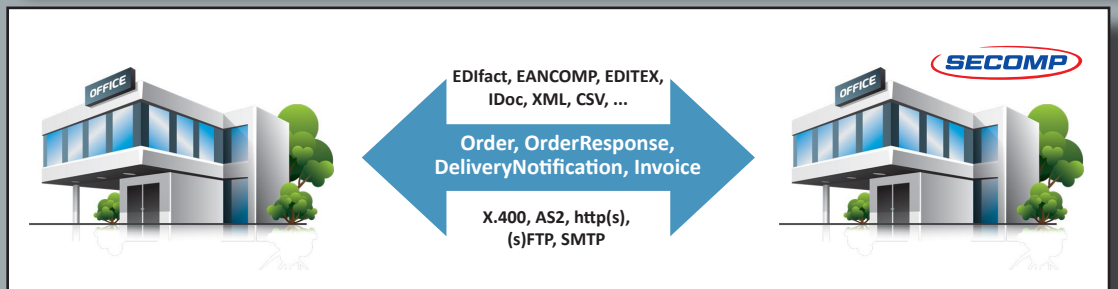 OFFICE
EDIfact, EANCOMP, EDITEX,
IDoc, XML, CSV, ...
Order, OrderResponse,
DeliveryNotification, Invoice
X.400, AS2, http(s),
(s)FTP, SMTP
SECOMP
OFFICE